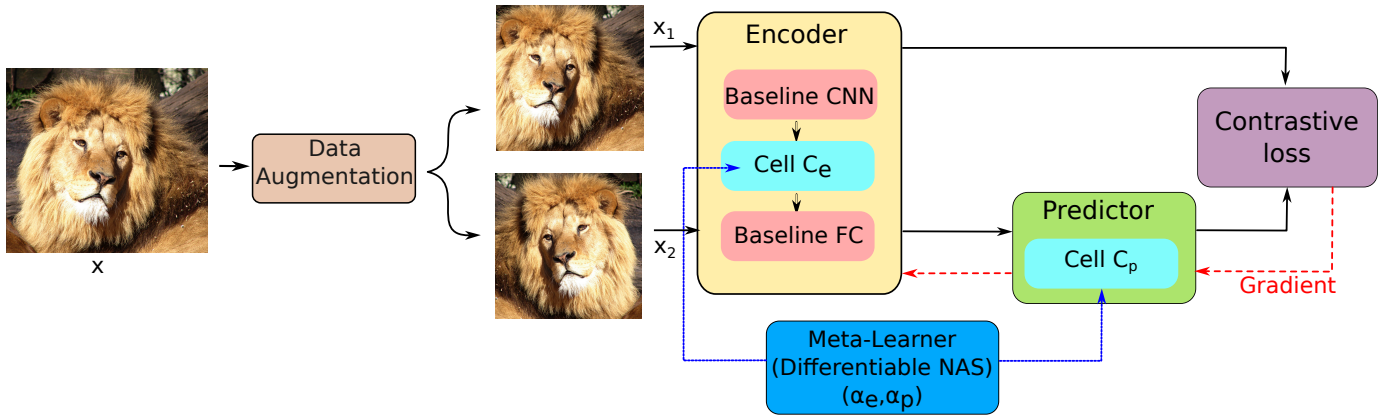 x
Data
Augmentation
x₁
x₂
Encoder
Baseline CNN
Cell Cₑ
Baseline FC
Predictor
Cell Cₚ
Contrastive
loss
Gradient
Meta-Learner
(Differentiable NAS)
(αₑ,αₚ)